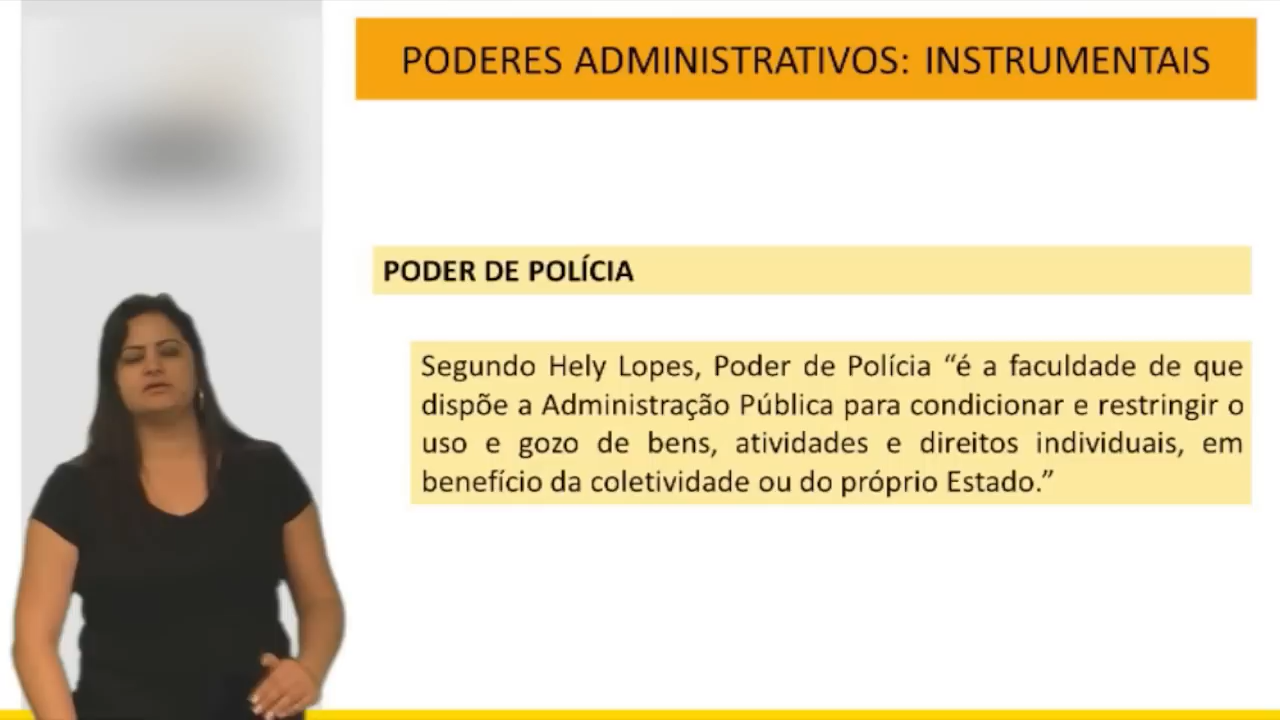 PODERES ADMINISTRATIVOS: INSTRUMENTAIS
PODER DE POLÍCIA
Segundo Hely Lopes, Poder de Polícia “é a faculdade de que
dispõe a Administração Pública para condicionar e restringir o
uso e gozo de bens, atividades e direitos individuais, em
benefício da coletividade ou do próprio Estado.”